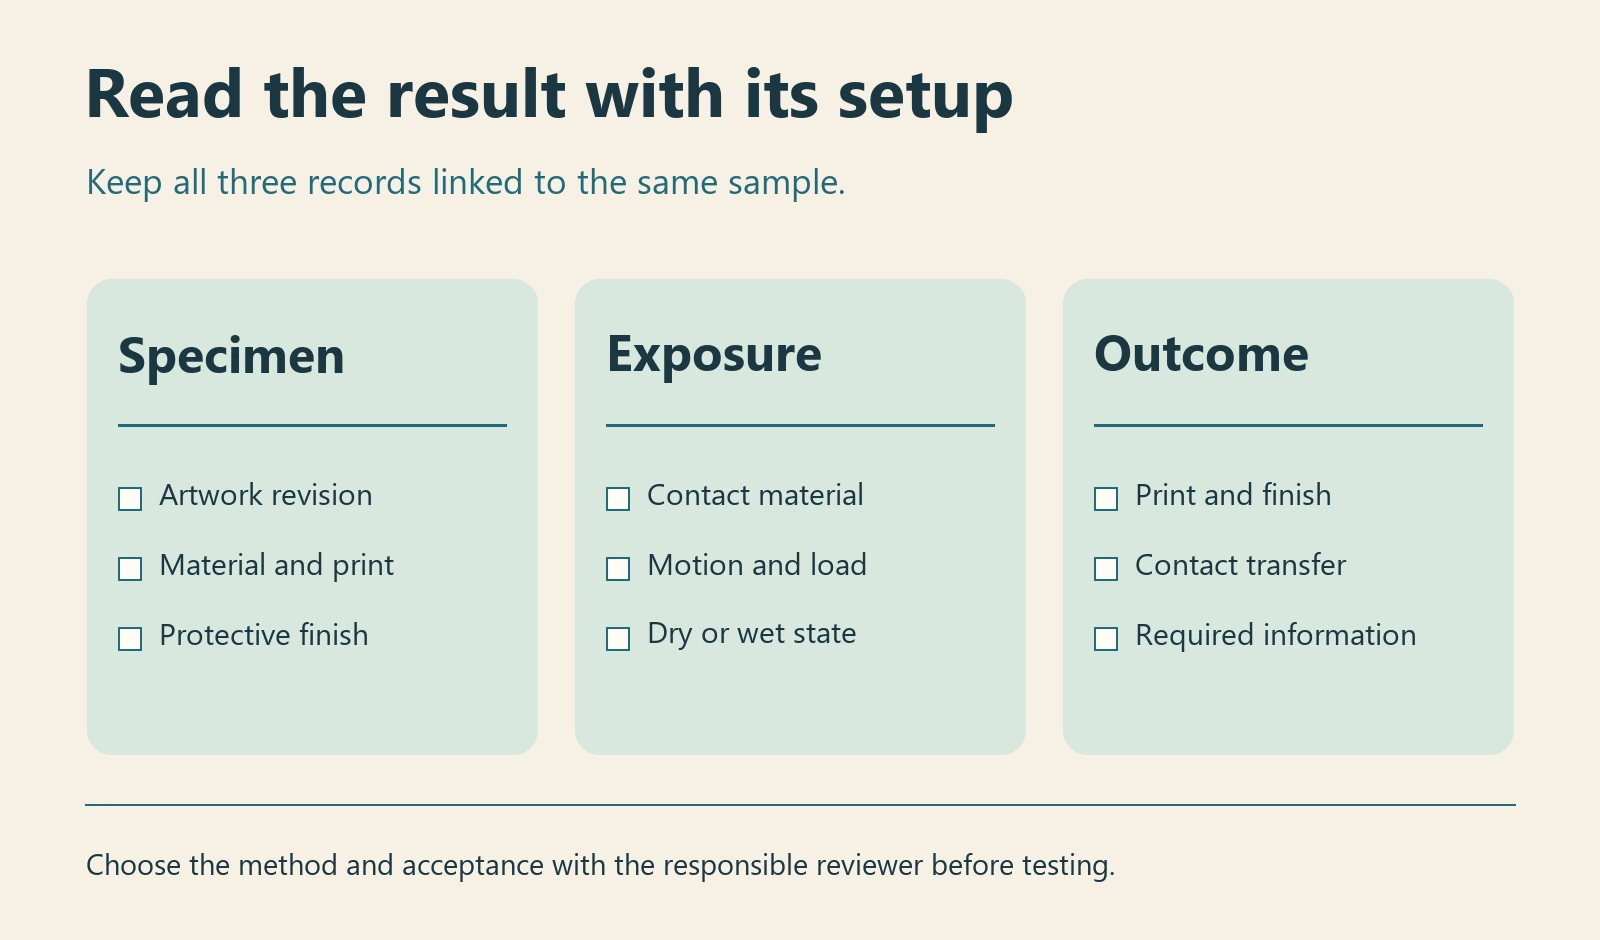 Read the result with its setup
Keep all three records linked to the same sample.
Specimen
Artwork revision
Material and print
Protective finish
Exposure
Contact material
Motion and load
Dry or wet state
Outcome
Print and finish
Contact transfer
Required information
Choose the method and acceptance with the responsible reviewer before testing.